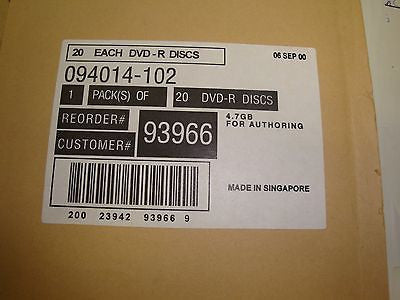 20 EACH DVD-R DISCS
06 SEP 00
094014-102
1 PACK(S) OF 20 DVD-R DISCS
REORDER#
CUSTOMER#
93966
4.7GB
FOR AUTHORING
MADE IN SINGAPORE
200 23942 93966 9